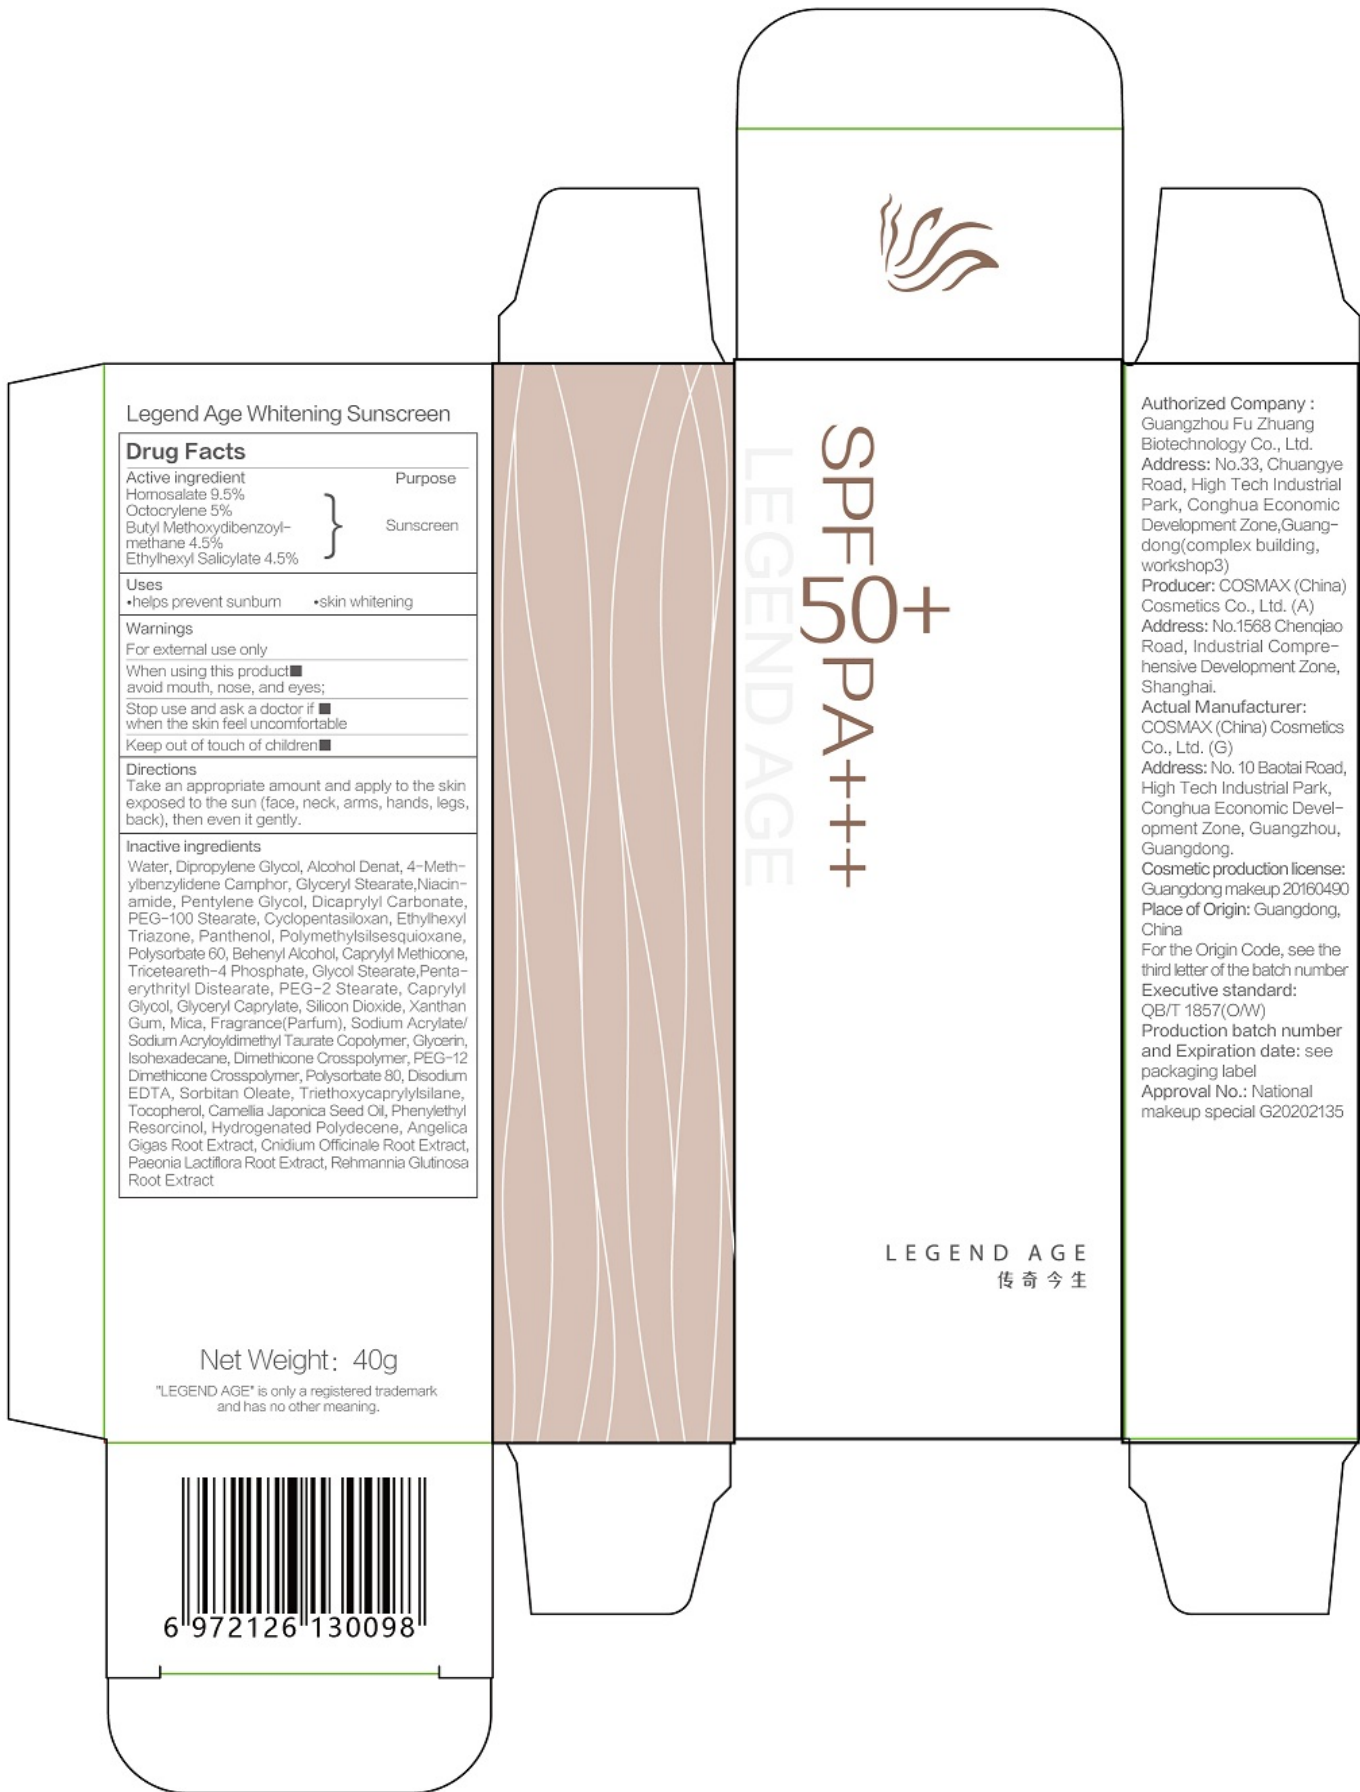 Legend Age Whitening Sunscreen
Drug Facts
Active ingredient Purpose
Homosalate 9.5%
Octocrylene 5%
Butyl Methoxydibenzoyl-
methane 4.5%
Ethylhexyl Salicylate 4.5%
Sunscreen
Uses
•helps prevent sunburn •skin whitening
Warnings
For external use only
When using this product■
avoid mouth, nose, and eyes;
Stop use and ask a doctor if ■
when the skin feel uncomfortable
Keep out of touch of children■
Directions
Take an appropriate amount and apply to the skin
exposed to the sun (face, neck, arms, hands, legs,
back), then even it gently.
Inactive ingredients
Water, Dipropylene Glycol, Alcohol Denat, 4-Meth-
ylbenzylidene Camphor, Glyceryl Stearate,Niacin-
amide, Pentylene Glycol, Dicaprylyl Carbonate,
PEG-100 Stearate, Cyclopentasiloxan, Ethylhexyl
Triazone, Panthenol, Polymethylsilsesquioxane,
Polysorbate 60, Behenyl Alcohol, Caprylyl Methicone,
Triceteareth-4 Phosphate, Glycol Stearate,Penta-
erythrityl Distearate, PEG-2 Stearate, Caprylyl
Glycol, Glyceryl Caprylate, Silicon Dioxide, Xanthan
Gum, Mica, Fragrance(Parfum), Sodium Acrylate/
Sodium Acryloyldimethyl Taurate Copolymer, Glycerin,
Isohexadecane, Dimethicone Crosspolymer, PEG-12
Dimethicone Crosspolymer, Polysorbate 80, Disodium
EDTA, Sorbitan Oleate, Triethoxycaprylylsilane,
Tocopherol, Camellia Japonica Seed Oil, Phenylethyl
Resorcinol, Hydrogenated Polydecene, Angelica
Gigas Root Extract, Cnidium Officinale Root Extract,
Paeonia Lactiflora Root Extract, Rehmannia Glutinosa
Root Extract
Net Weight: 40g
"LEGEND AGE" is only a registered trademark
and has no other meaning.
6 972126 130098
LEGEND AGE
SPF
50+
PA+++
LEGEND AGE
传奇今生
Authorized Company :
Guangzhou Fu Zhuang
Biotechnology Co., Ltd.
Address: No.33, Chuangye
Road, High Tech Industrial
Park, Conghua Economic
Development Zone,Guang-
dong(complex building,
workshop3)
Producer: COSMAX (China)
Cosmetics Co., Ltd. (A)
Address: No.1568 Chenqiao
Road, Industrial Compre-
hensive Development Zone,
Shanghai.
Actual Manufacturer:
COSMAX (China) Cosmetics
Co., Ltd. (G)
Address: No. 10 Baotai Road,
High Tech Industrial Park,
Conghua Economic Devel-
opment Zone, Guangzhou,
Guangdong.
Cosmetic production license:
Guangdong makeup 20160490
Place of Origin: Guangdong,
China
For the Origin Code, see the
third letter of the batch number
Executive standard:
QB/T 1857(O/W)
Production batch number
and Expiration date: see
packaging label
Approval No.: National
makeup special G20202135